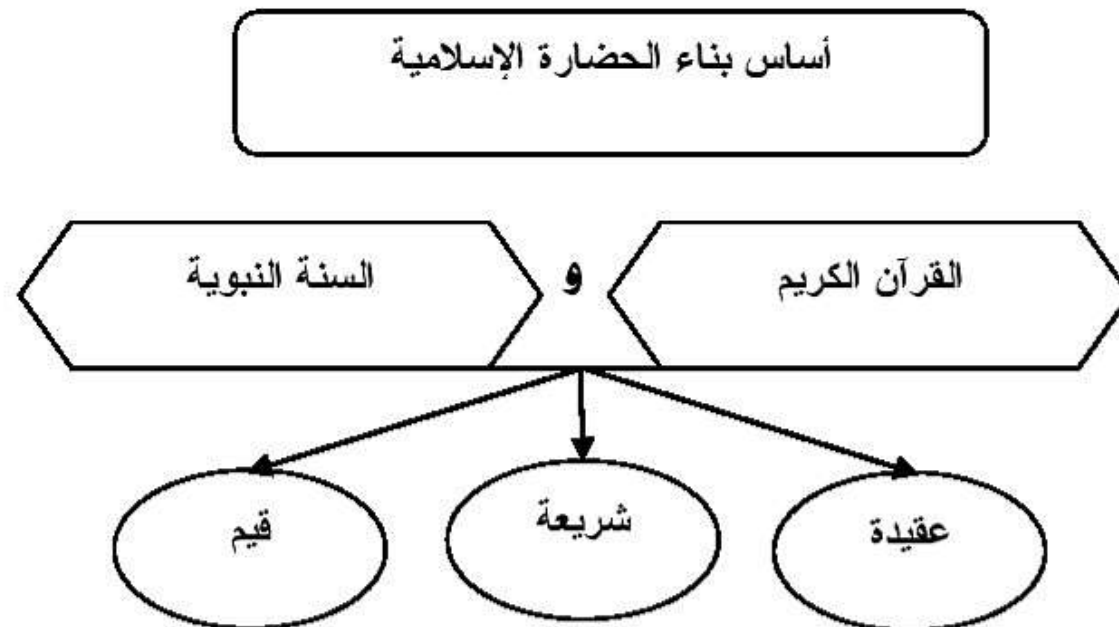 أساس بناء الحضارة الإسلامية
القرآن الكريم و السنة النبوية
عقيدة شريعة قيم